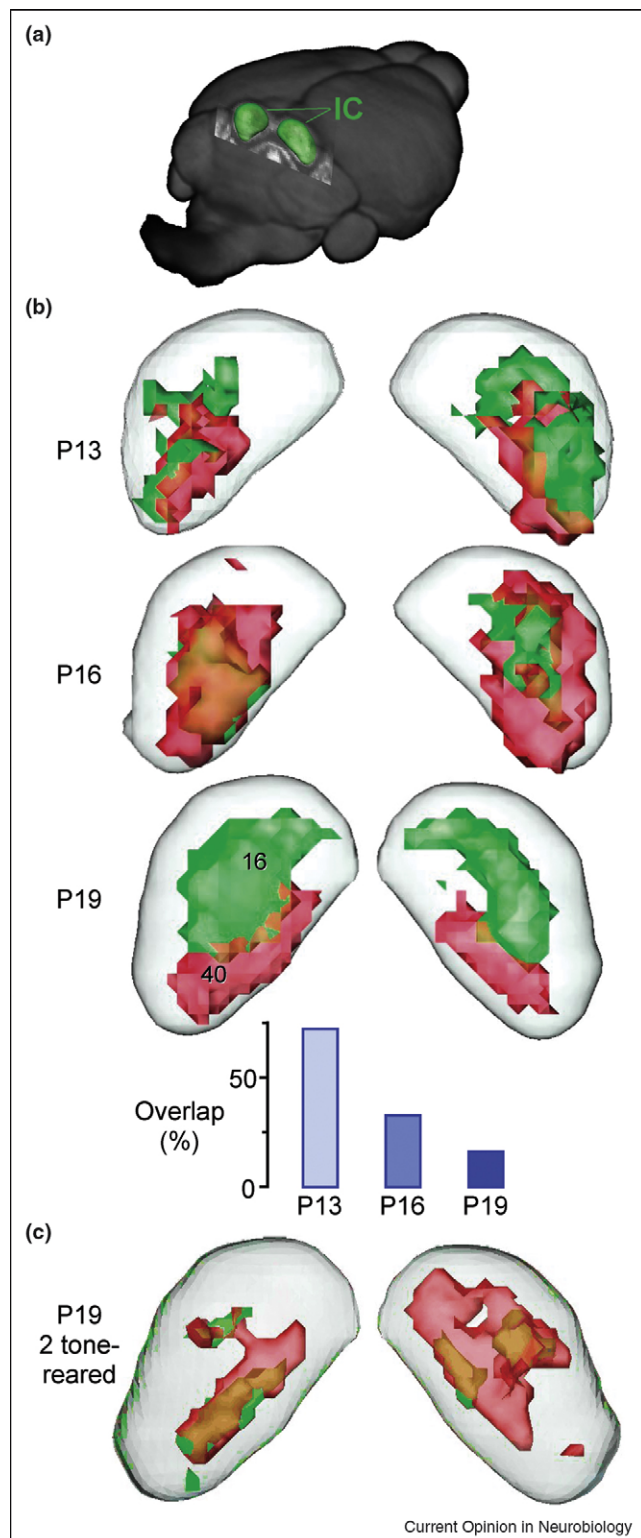 (a)
IC
(b)
P13
P16
P19
16
40
50
Overlap
(%)
0
P13 P16 P19
(c)
P19
2 tone-
reared
Current Opinion in Neurobiology